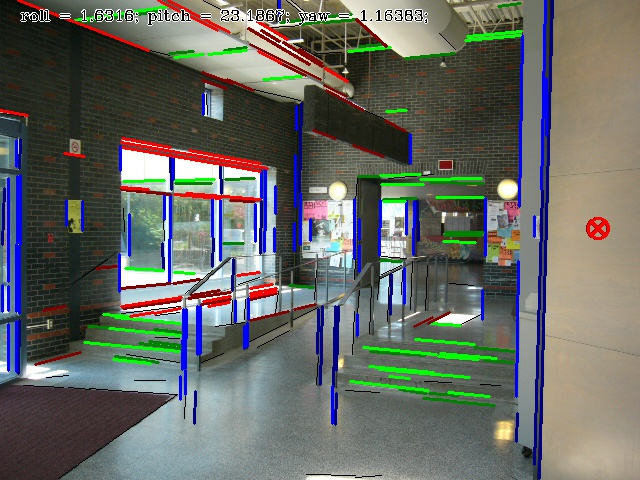 roll = 1.6316; pitch = 23.1867; yaw = 1.16383;